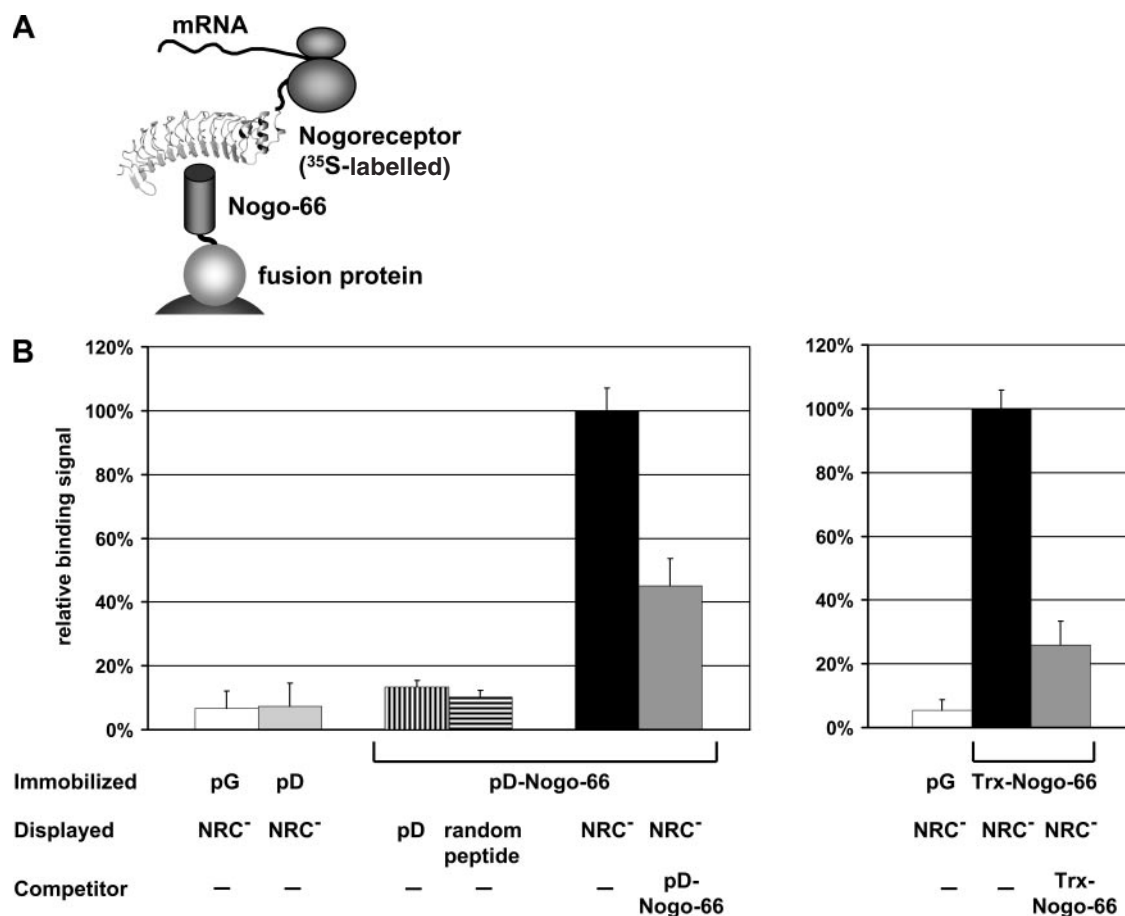 A
mRNA
Nogoreceptor
(³⁵S-labelled)
Nogo-66
fusion protein
B
relative binding signal
120%
100%
80%
60%
40%
20%
0%
120%
100%
80%
60%
40%
20%
0%
Immobilized pG pD pD-Nogo-66 pG Trx-Nogo-66
Displayed NRC⁻ NRC⁻ pD random NRC⁻ NRC⁻ NRC⁻ NRC⁻ NRC⁻
peptide
Competitor – – – – – pD- – – Trx-
Nogo-66 Nogo-66